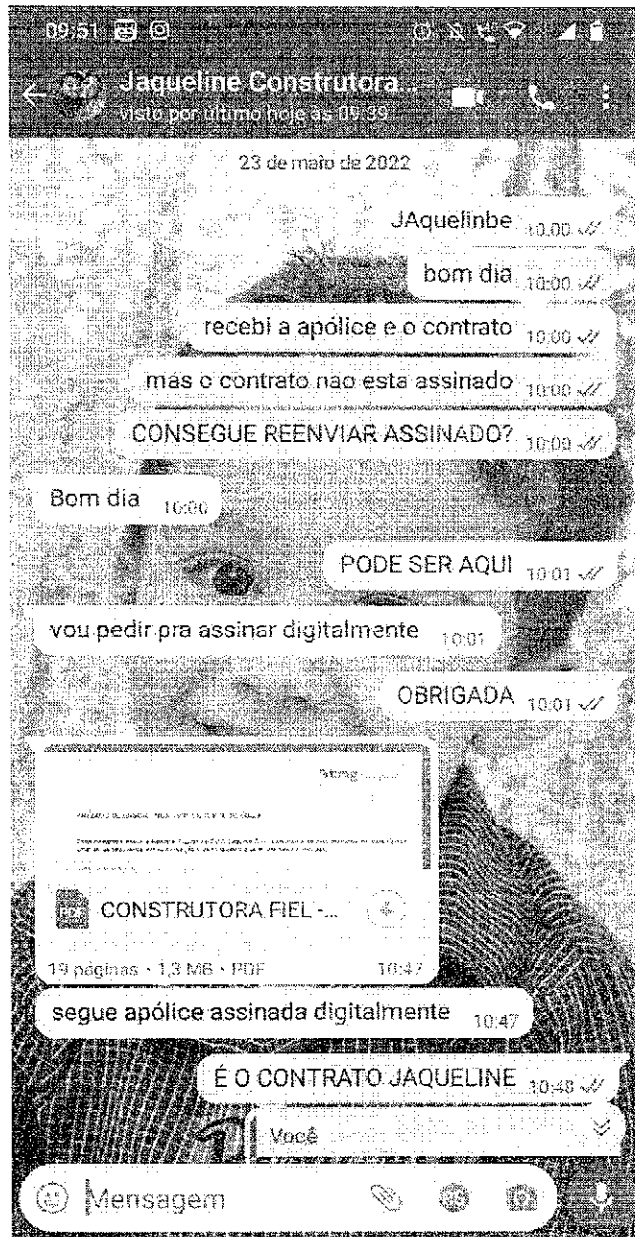 09:51
Jaqueline Construtora...
visto por último hoje às 09:39
23 de maio de 2022
JAquelinbe 10:00
bom dia 10:00
recebi a apólice e o contrato 10:00
mas o contrato não esta assinado 10:00
CONSEGUE REENVIAR ASSINADO? 10:00
Bom dia 10:00
PODE SER AQUI 10:01
vou pedir pra assinar digitalmente 10:01
OBRIGADA 10:01
PDF CONSTRUTORA FIEL -...
19 páginas • 1,3 MB • PDF 10:47
segue apólice assinada digitalmente 10:47
É O CONTRATO JAQUELINE 10:48
Você
Mensagem